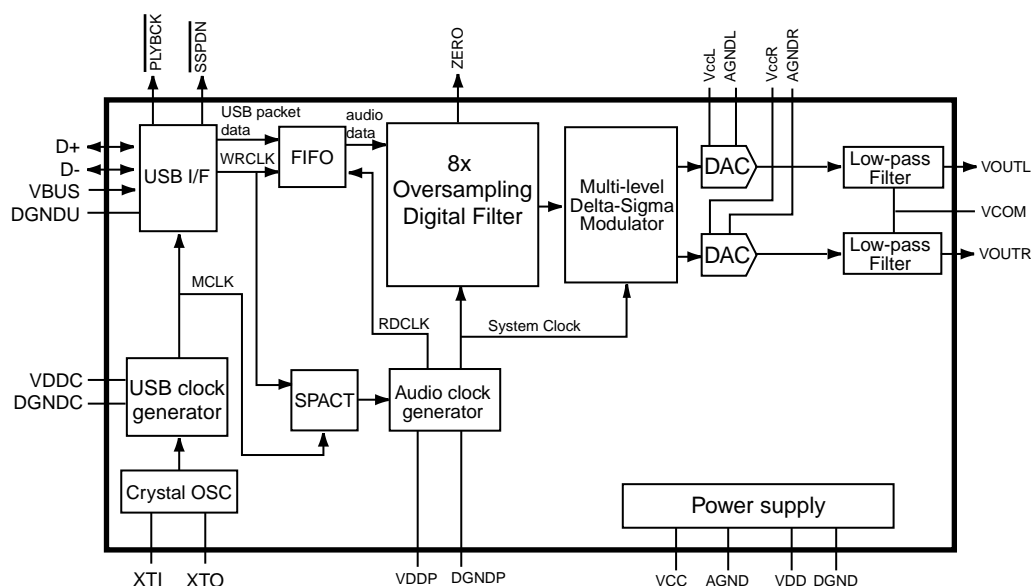 PLYBCK
SSPDN
ZERO
VccL
AGNDL
VccR
AGNDR
D+
D-
VBUS
DGNDU
USB I/F
USB packet
data
WRCLK
FIFO
audio
data
8x
Oversampling
Digital Filter
Multi-level
Delta-Sigma
Modulator
DAC
DAC
Low-pass
Filter
Low-pass
Filter
VOUTL
VCOM
VOUTR
MCLK
RDCLK
System Clock
VDDC
DGNDC
USB clock
generator
SPACT
Audio clock
generator
Crystal OSC
Power supply
XTI
XTO
VDDP
DGNDP
VCC
AGND
VDD
DGND